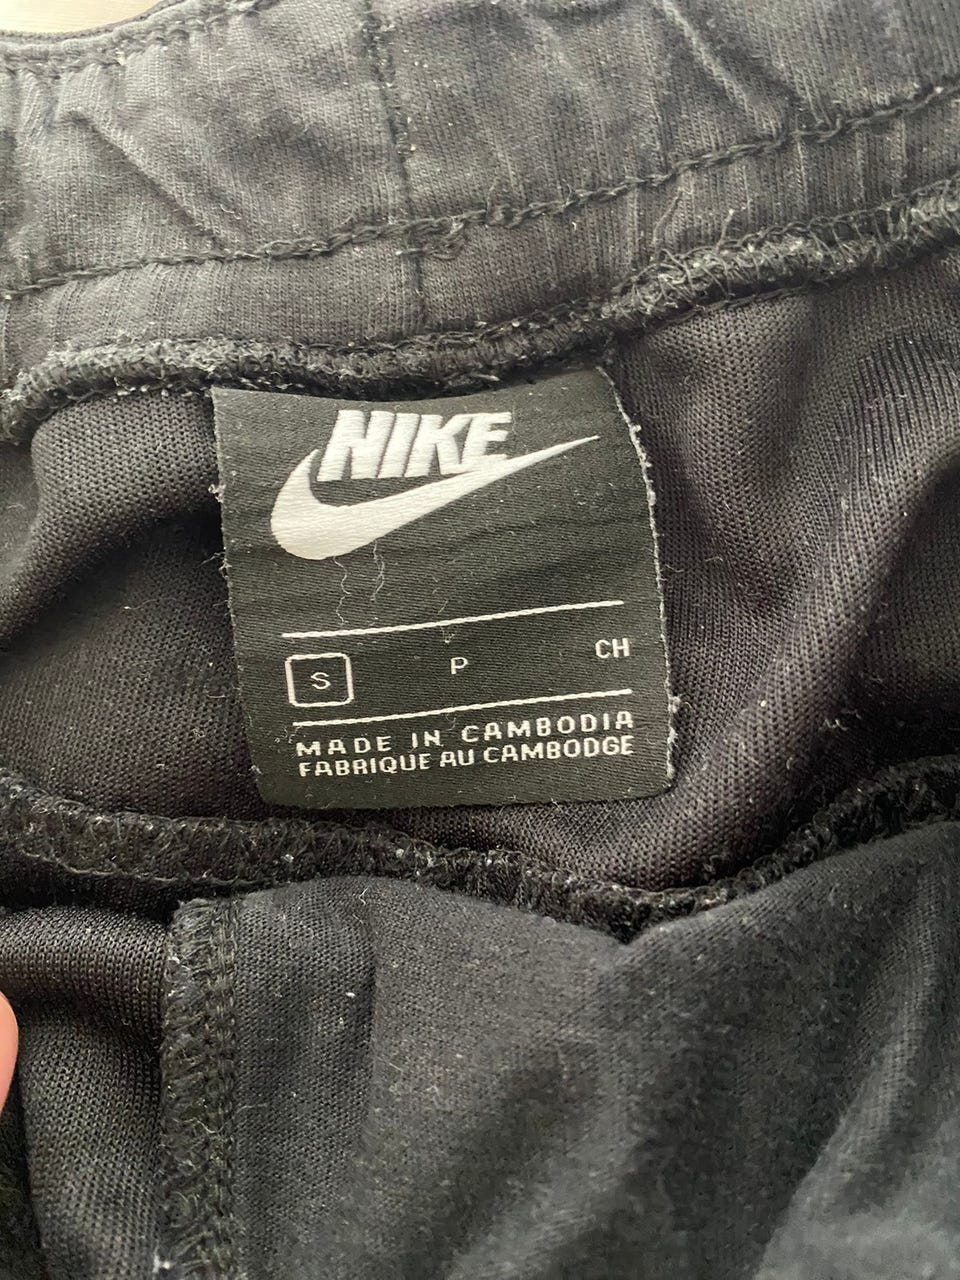 NIKE
S P CH
MADE IN CAMBODIA
FABRIQUE AU CAMBODGE